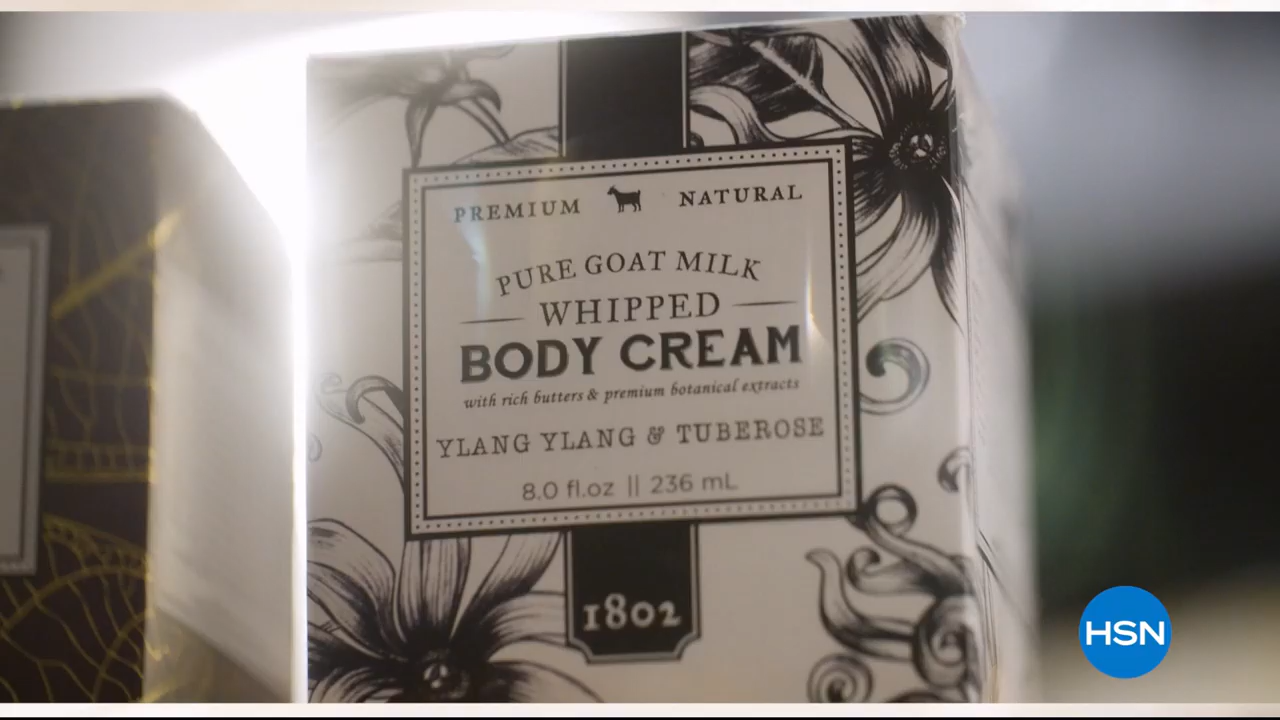 PREMIUM NATURAL
PURE GOAT MILK
WHIPPED
BODY CREAM
with rich butters & premium botanical extracts
YLANG YLANG & TUBEROSE
8.0 fl.oz || 236 mL
1802
HSN